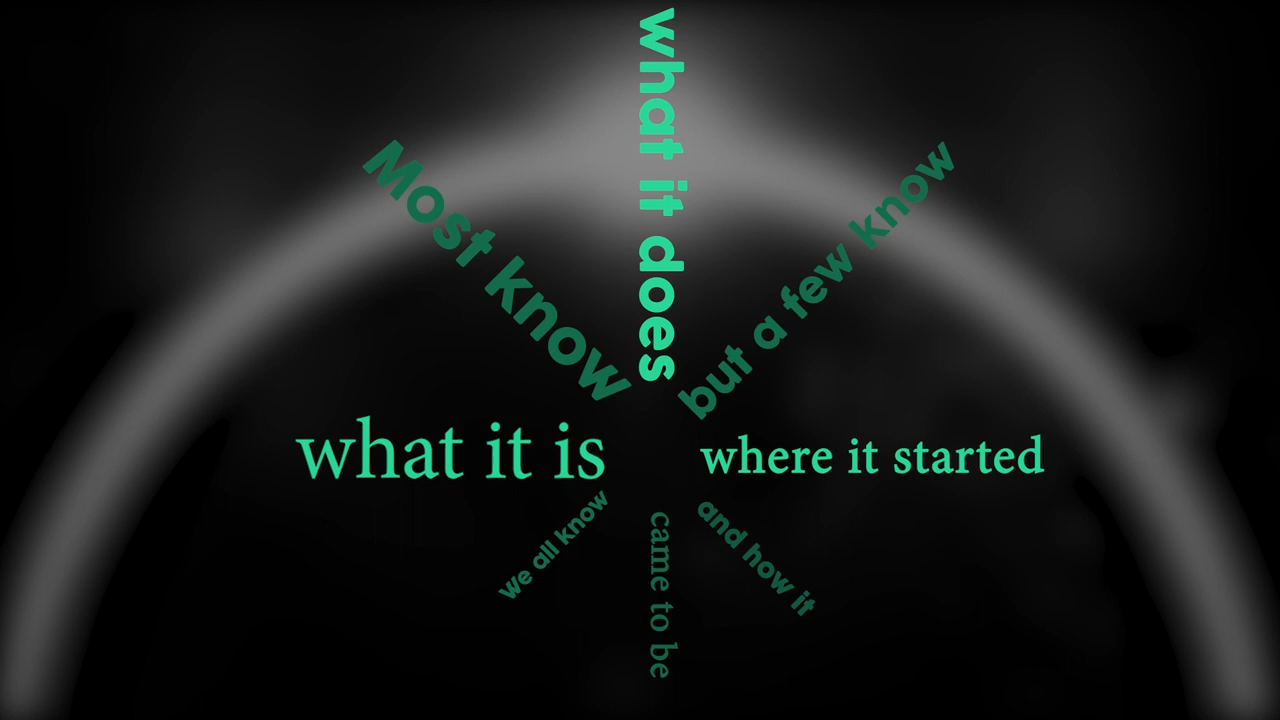 we all know
what it is
Most know
what it does
but a few know
where it started
and how it
came to be